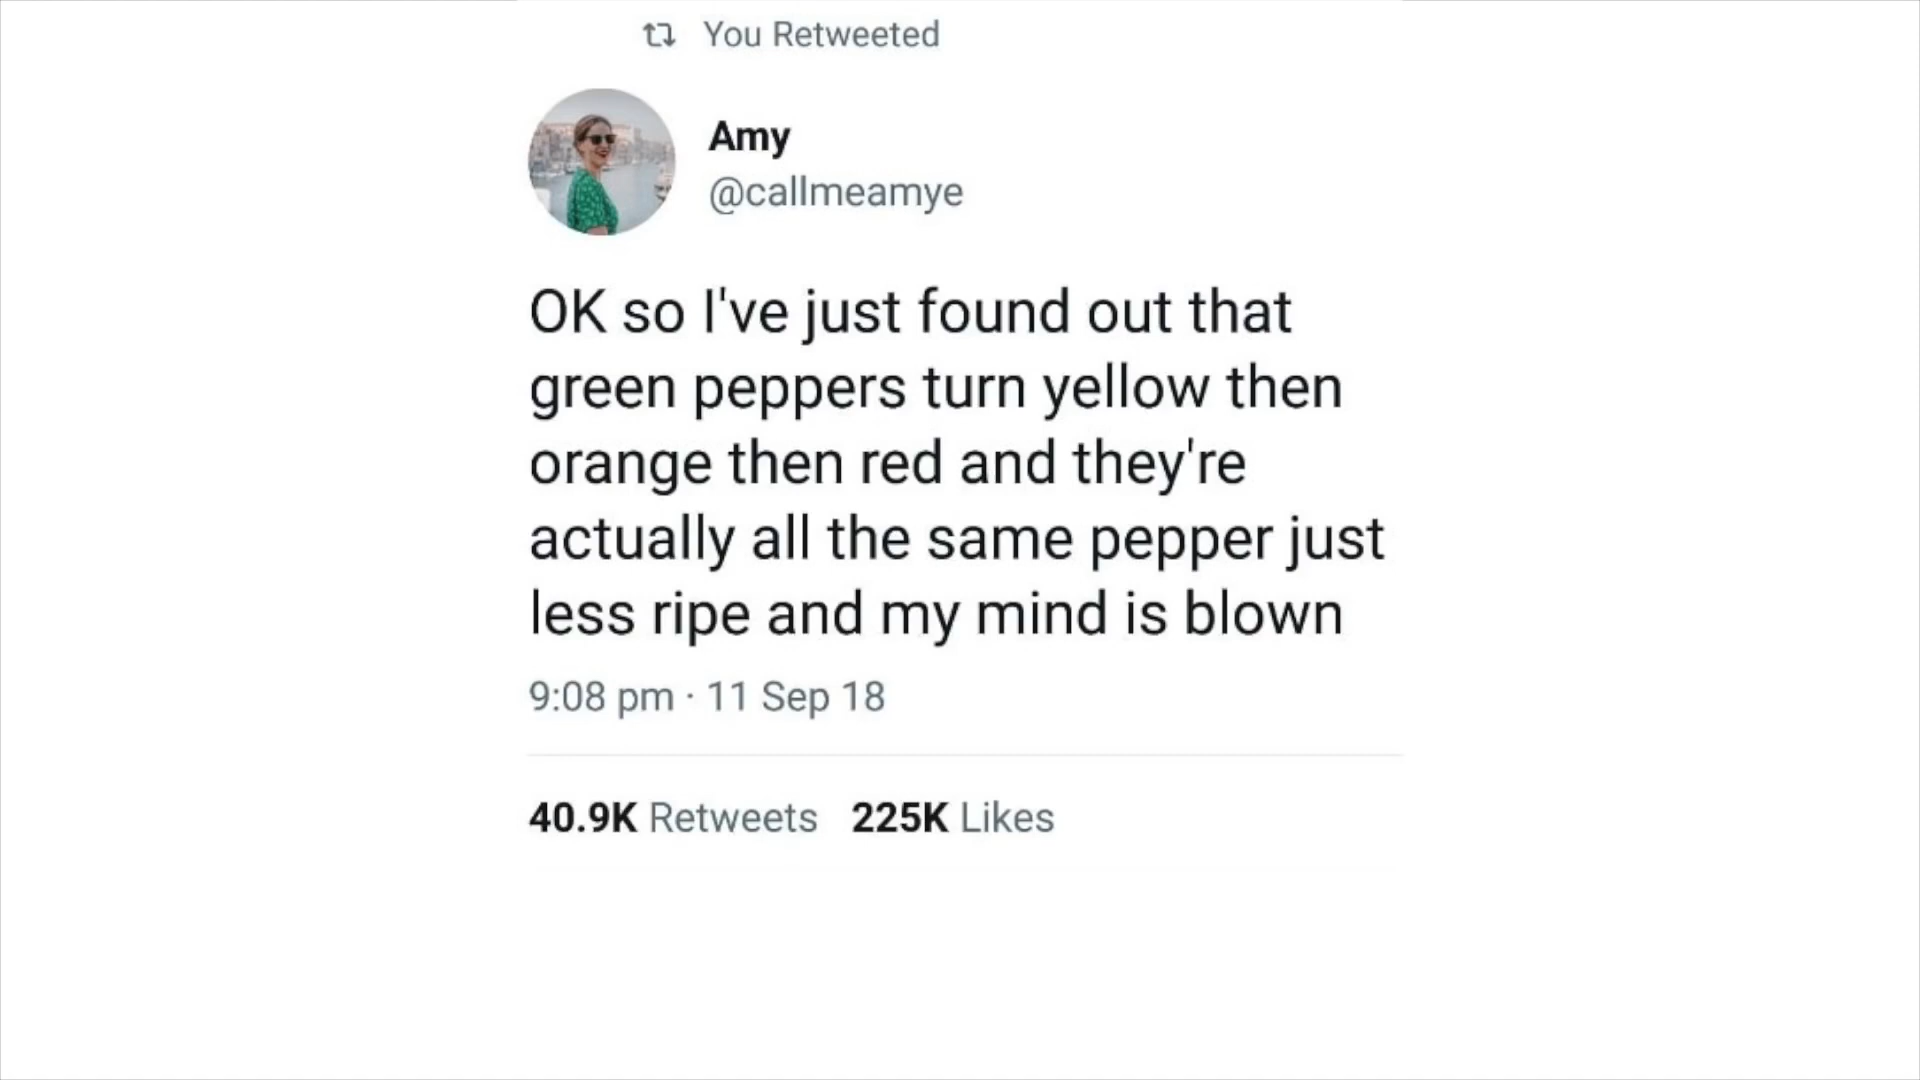 You Retweeted
Amy
@callmeamye
OK so I've just found out that
green peppers turn yellow then
orange then red and they're
actually all the same pepper just
less ripe and my mind is blown
9:08 pm · 11 Sep 18
40.9K Retweets 225K Likes